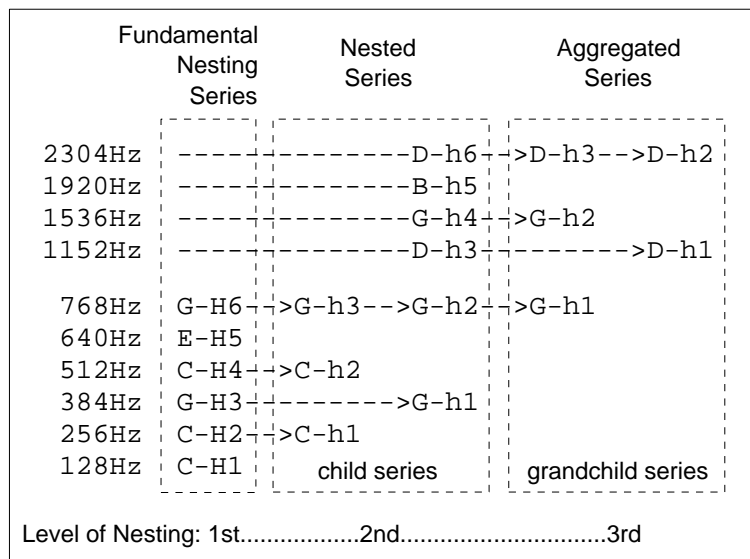 Fundamental Nesting Series
Nested Series
Aggregated Series
2304Hz ---------------D-h6-->D-h3-->D-h2
1920Hz ---------------B-h5
1536Hz ---------------G-h4-->G-h2
1152Hz ---------------D-h3-------->D-h1
768Hz G-H6-->G-h3-->G-h2-->G-h1
640Hz E-H5
512Hz C-H4-->C-h2
384Hz G-H3-------->G-h1
256Hz C-H2-->C-h1
128Hz C-H1
child series
grandchild series
Level of Nesting: 1st..................2nd...............................3rd